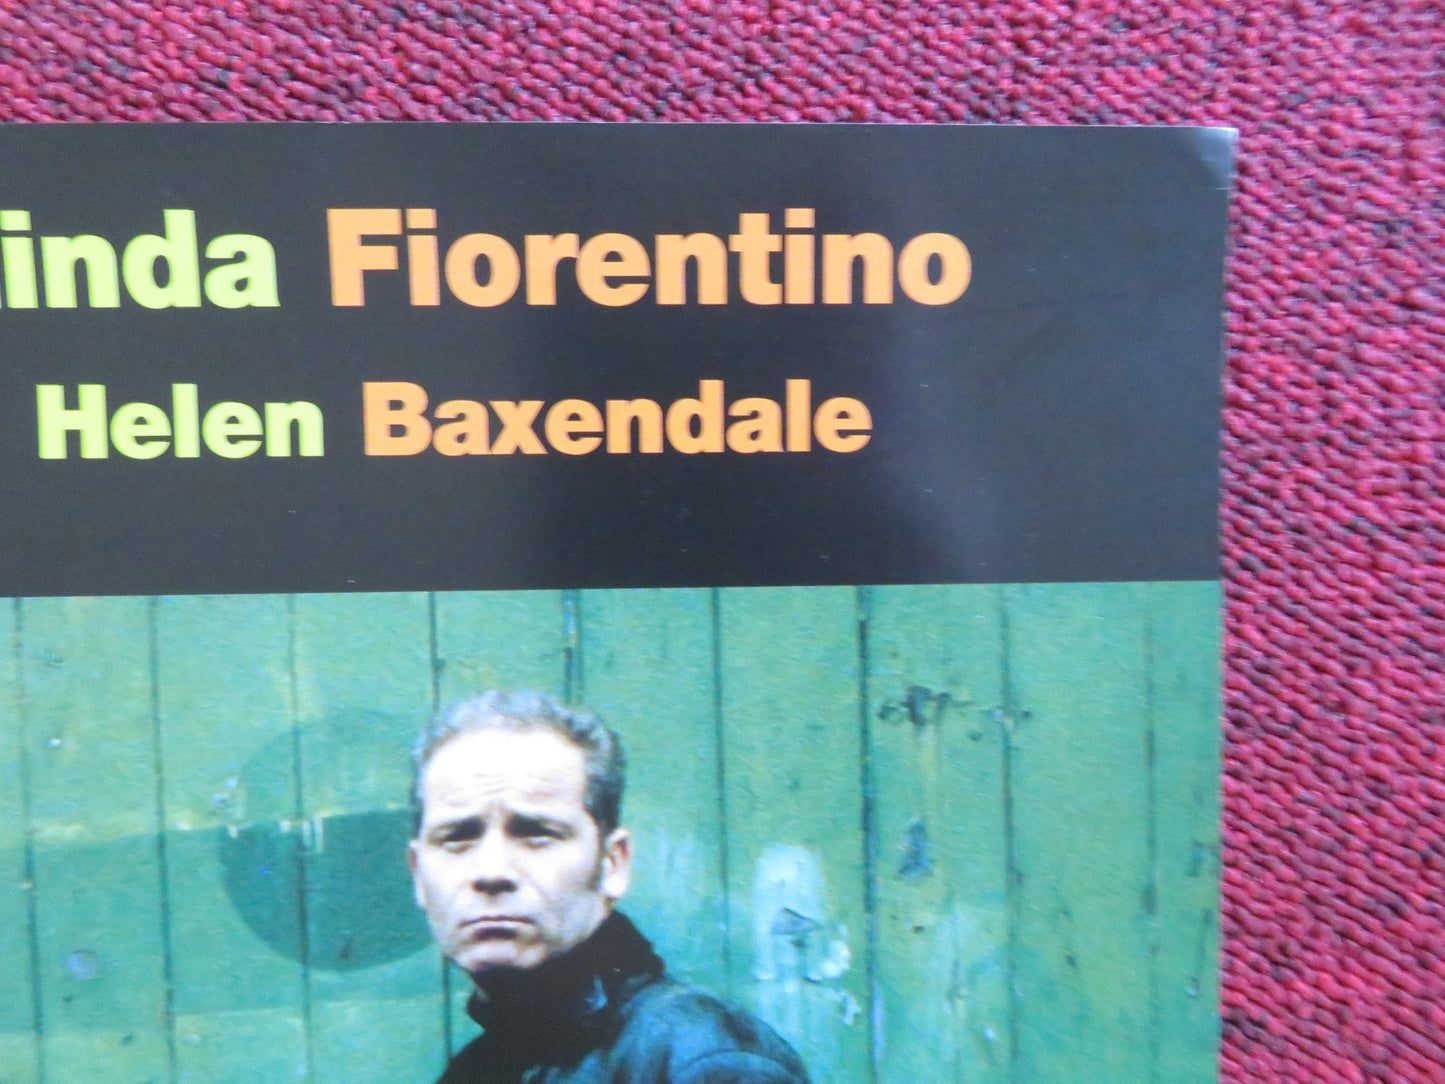 inda Fiorentino
Helen Baxendale